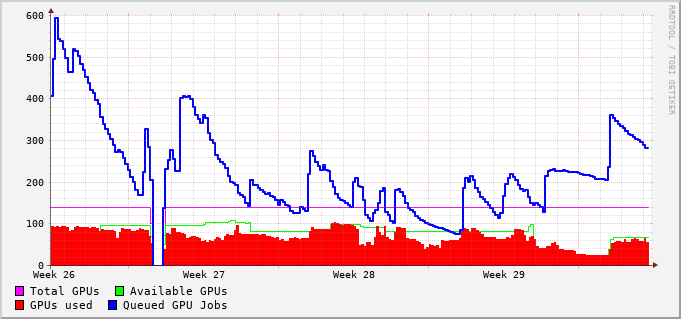 600
500
400
300
200
100
0
Week 26 Week 27 Week 28 Week 29
Total GPUs Available GPUs
GPUs used Queued GPU Jobs
RRDTOOL / TOBI OETIKER